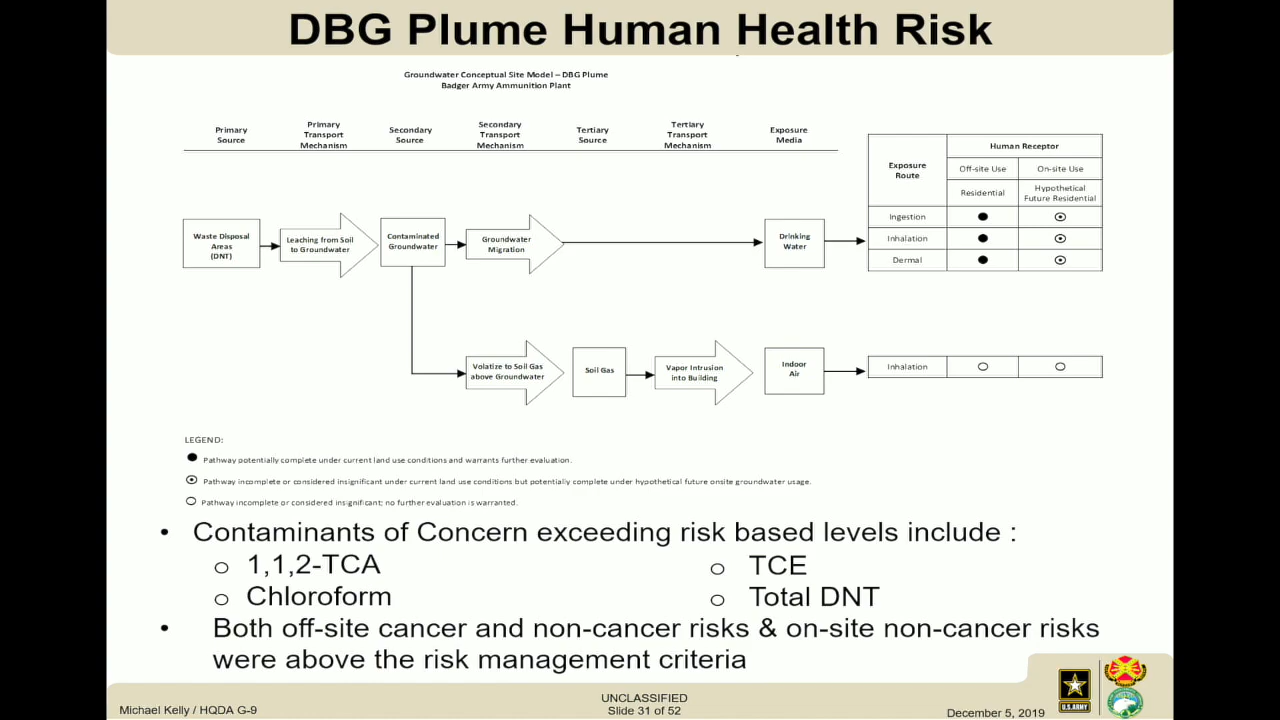 DBG Plume Human Health Risk
Groundwater Conceptual Site Model – DBG Plume
Badger Army Ammunition Plant
Primary
Source
Primary
Transport
Mechanism
Secondary
Source
Secondary
Transport
Mechanism
Tertiary
Source
Tertiary
Transport
Mechanism
Exposure
Media
Exposure
Route
Human Receptor
Off-site Use
On-site Use
Residential
Hypothetical
Future Residential
Ingestion
Inhalation
Dermal
Waste Disposal
Areas
(DNT)
Leaching from Soil
to Groundwater
Contaminated
Groundwater
Groundwater
Migration
Drinking
Water
Volatize to Soil Gas
above Groundwater
Soil Gas
Vapor Intrusion
into Building
Indoor
Air
Inhalation
LEGEND:
Pathway potentially complete under current land use conditions and warrants further evaluation.
Pathway incomplete or considered insignificant under current land use conditions but potentially complete under hypothetical future onsite groundwater usage.
Pathway incomplete or considered insignificant; no further evaluation is warranted.
• Contaminants of Concern exceeding risk based levels include :
o 1,1,2-TCA
o TCE
o Chloroform
o Total DNT
• Both off-site cancer and non-cancer risks & on-site non-cancer risks
were above the risk management criteria
Michael Kelly / HQDA G-9
UNCLASSIFIED
Slide 31 of 52
U.S.ARMY
December 5, 2019